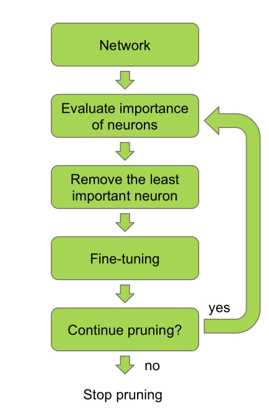 Network
Evaluate importance
of neurons
Remove the least
important neuron
Fine-tuning
yes
Continue pruning?
no
Stop pruning